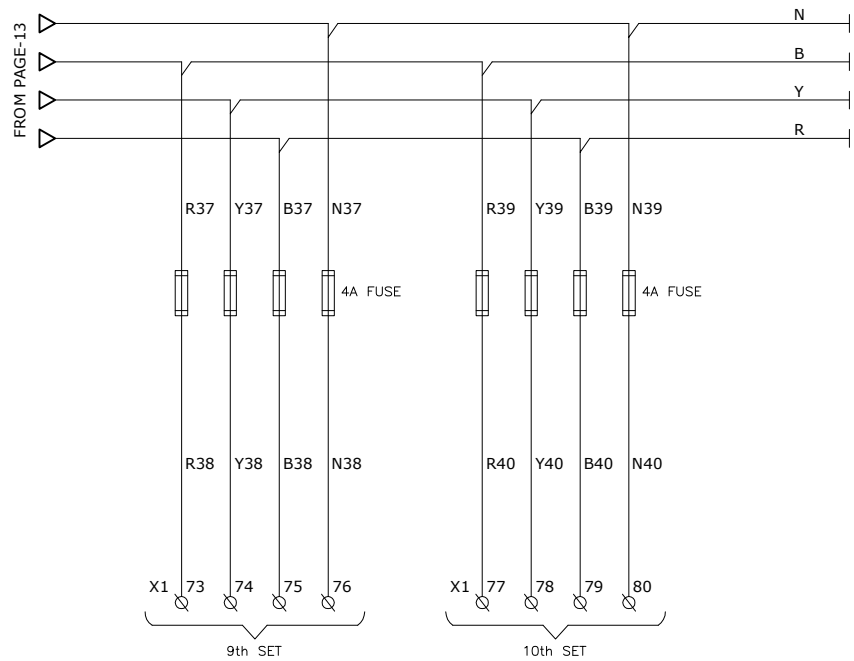 FROM PAGE-13
N
B
Y
R
R37 Y37 B37 N37 R39 Y39 B39 N39
4A FUSE 4A FUSE
R38 Y38 B38 N38 R40 Y40 B40 N40
X1 73 74 75 76 X1 77 78 79 80
9th SET 10th SET